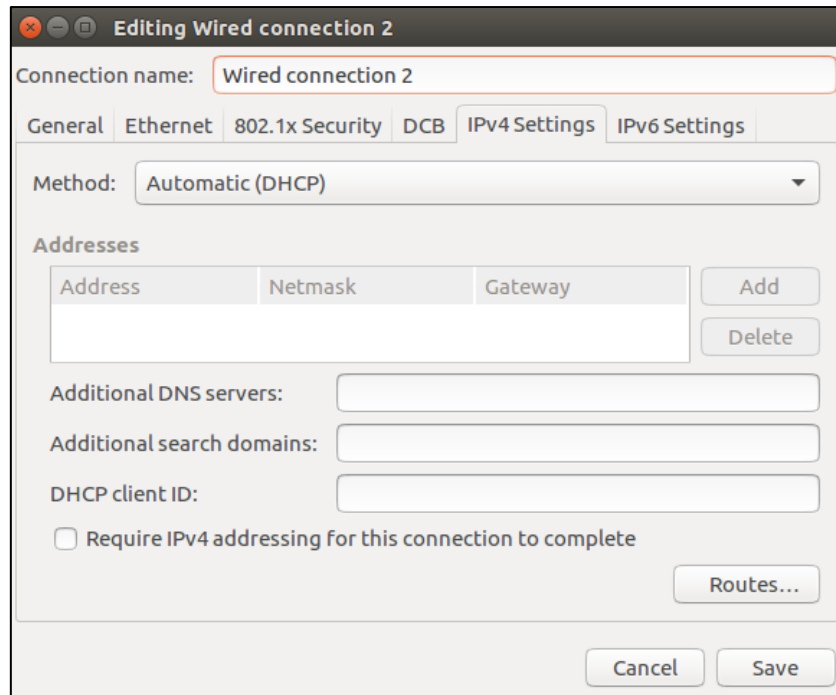 Editing Wired connection 2
Connection name: Wired connection 2
General Ethernet 802.1x Security DCB IPv4 Settings IPv6 Settings
Method: Automatic (DHCP)
Addresses
Address Netmask Gateway Add
Delete
Additional DNS servers:
Additional search domains:
DHCP client ID:
Require IPv4 addressing for this connection to complete
Routes...
Cancel Save